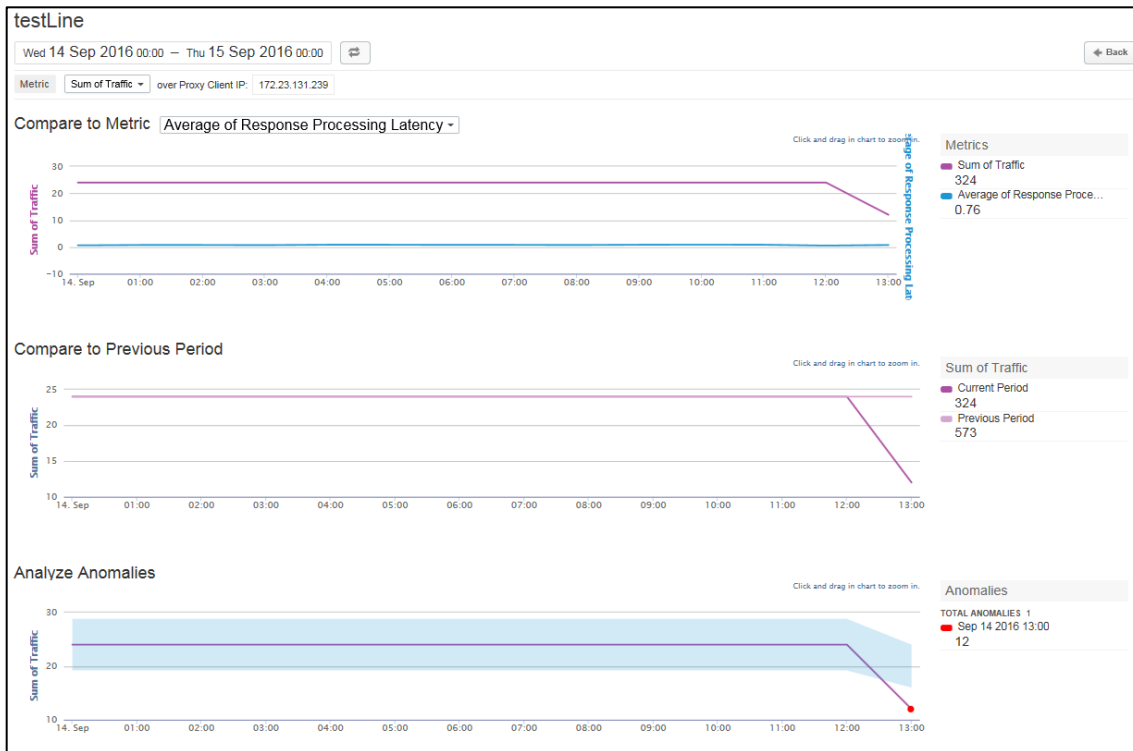 testLine
Wed 14 Sep 2016 00:00 – Thu 15 Sep 2016 00:00
Back
Metric Sum of Traffic over Proxy Client IP: 172.23.131.239
Compare to Metric Average of Response Processing Latency
Click and drag in chart to zoom in.
Sum of Traffic
30
20
10
0
−10
14. Sep 01:00 02:00 03:00 04:00 05:00 06:00 07:00 08:00 09:00 10:00 11:00 12:00 13:00
rage of Response Processing Late
Metrics
Sum of Traffic
324
Average of Response Proce...
0.76
Compare to Previous Period
Click and drag in chart to zoom in.
Sum of Traffic
25
20
15
10
14. Sep 01:00 02:00 03:00 04:00 05:00 06:00 07:00 08:00 09:00 10:00 11:00 12:00 13:00
Sum of Traffic
Current Period
324
Previous Period
573
Analyze Anomalies
Click and drag in chart to zoom in.
Sum of Traffic
30
20
10
14. Sep 01:00 02:00 03:00 04:00 05:00 06:00 07:00 08:00 09:00 10:00 11:00 12:00 13:00
Anomalies
TOTAL ANOMALIES 1
Sep 14 2016 13:00
12